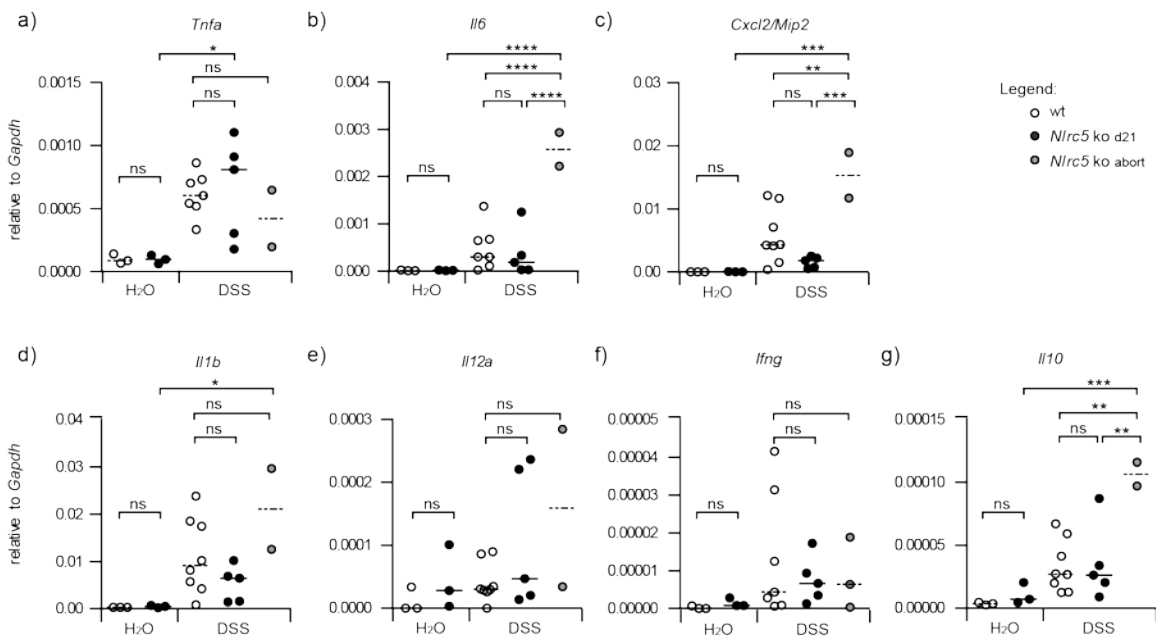 a)
Tnfa
*
ns
ns
ns
0.0015
0.0010
0.0005
0.0000
relative to Gapdh
H2O
DSS
b)
Il6
****
****
ns
****
ns
0.004
0.003
0.002
0.001
0.000
H2O
DSS
c)
Cxcl2/Mip2
***
**
ns
***
ns
0.03
0.02
0.01
0.00
H2O
DSS
Legend:
wt
Nlrc5 ko d21
Nlrc5 ko abort
d)
Il1b
*
ns
ns
ns
0.04
0.03
0.02
0.01
0.00
relative to Gapdh
H2O
DSS
e)
Il12a
ns
ns
ns
0.0003
0.0002
0.0001
0.0000
H2O
DSS
f)
Ifng
ns
ns
ns
0.00005
0.00004
0.00003
0.00002
0.00001
0.00000
H2O
DSS
g)
Il10
***
**
ns
**
ns
0.00015
0.00010
0.00005
0.00000
H2O
DSS